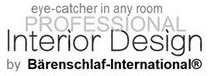 eye-catcher in any room
PROFESSIONAL
Interior Design
by Bärenschlaf-International®